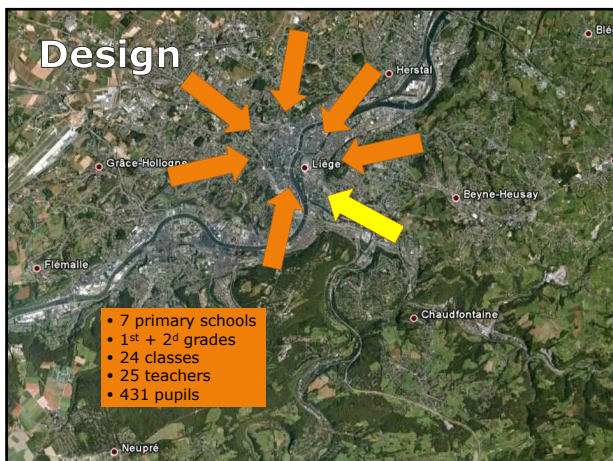 Design
Blé
Herstal
Grâce-Hollogne
Liège
Beyne-Heusay
Flémalle
Chaudfontaine
• 7 primary schools
• 1st + 2d grades
• 24 classes
• 25 teachers
• 431 pupils
Neupré